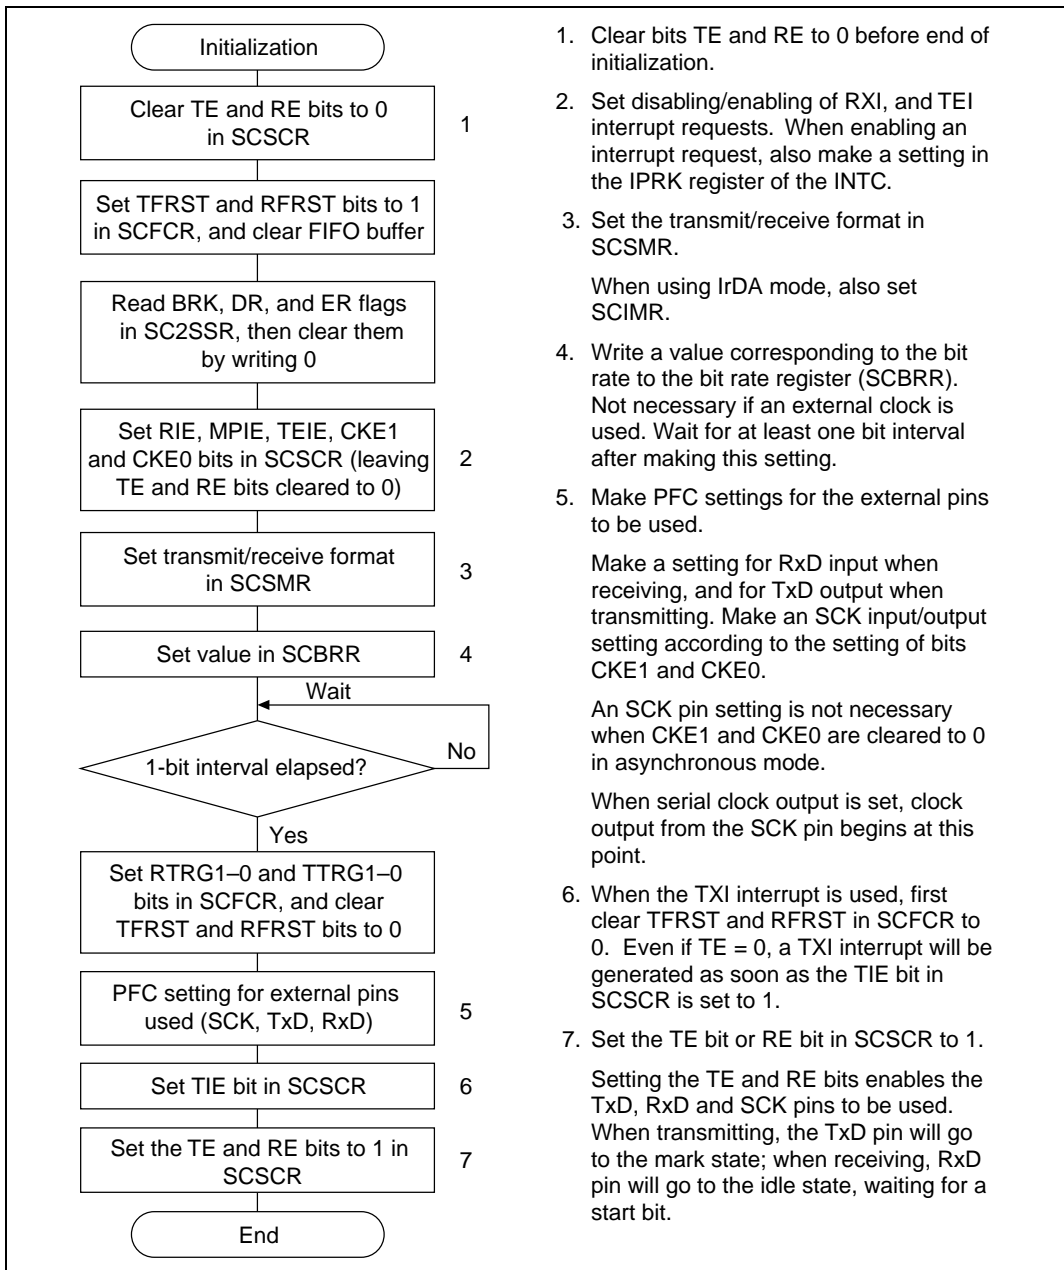 Initialization
Clear TE and RE bits to 0
in SCSCR
1
Set TFRST and RFRST bits to 1
in SCFCR, and clear FIFO buffer
Read BRK, DR, and ER flags
in SC2SSR, then clear them
by writing 0
Set RIE, MPIE, TEIE, CKE1
and CKE0 bits in SCSCR (leaving
TE and RE bits cleared to 0)
2
Set transmit/receive format
in SCSMR
3
Set value in SCBRR
4
Wait
1-bit interval elapsed?
No
Yes
Set RTRG1–0 and TTRG1–0
bits in SCFCR, and clear
TFRST and RFRST bits to 0
PFC setting for external pins
used (SCK, TxD, RxD)
5
Set TIE bit in SCSCR
6
Set the TE and RE bits to 1 in
SCSCR
7
End
1. Clear bits TE and RE to 0 before end of
initialization.
2. Set disabling/enabling of RXI, and TEI
interrupt requests. When enabling an
interrupt request, also make a setting in
the IPRK register of the INTC.
3. Set the transmit/receive format in
SCSMR.
When using IrDA mode, also set
SCIMR.
4. Write a value corresponding to the bit
rate to the bit rate register (SCBRR).
Not necessary if an external clock is
used. Wait for at least one bit interval
after making this setting.
5. Make PFC settings for the external pins
to be used.
Make a setting for RxD input when
receiving, and for TxD output when
transmitting. Make an SCK input/output
setting according to the setting of bits
CKE1 and CKE0.
An SCK pin setting is not necessary
when CKE1 and CKE0 are cleared to 0
in asynchronous mode.
When serial clock output is set, clock
output from the SCK pin begins at this
point.
6. When the TXI interrupt is used, first
clear TFRST and RFRST in SCFCR to
0. Even if TE = 0, a TXI interrupt will be
generated as soon as the TIE bit in
SCSCR is set to 1.
7. Set the TE bit or RE bit in SCSCR to 1.
Setting the TE and RE bits enables the
TxD, RxD and SCK pins to be used.
When transmitting, the TxD pin will go
to the mark state; when receiving, RxD
pin will go to the idle state, waiting for a
start bit.